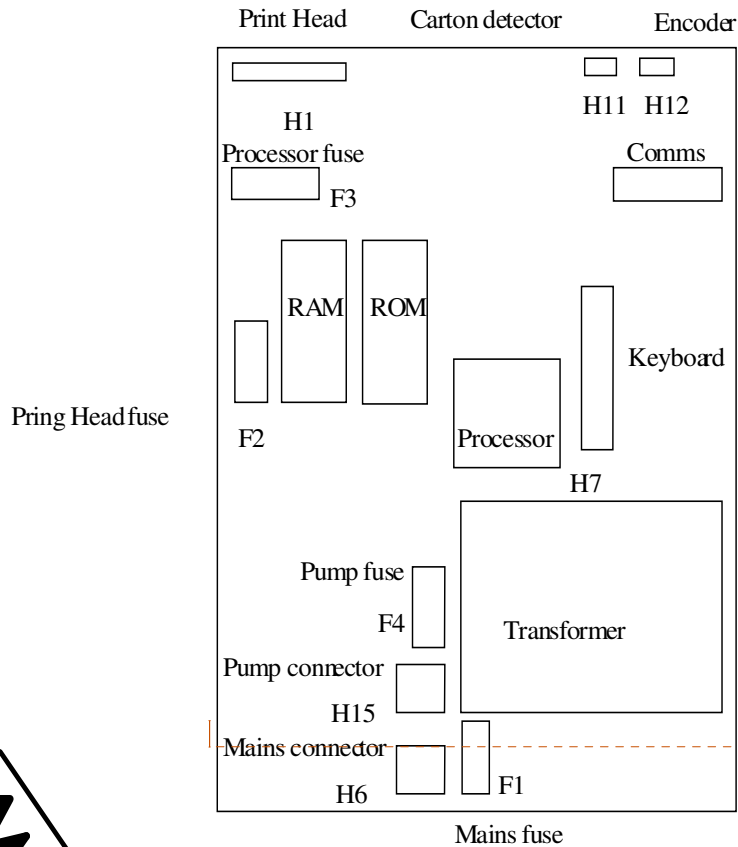 Print Head Carton detector Encoder
H1 H11 H12
Processor fuse Comms
F3
RAM ROM
Keyboard
Pring Head fuse
F2 Processor
H7
Pump fuse
F4 Transformer
Pump connector
H15
Mains connector
H6 F1
Mains fuse